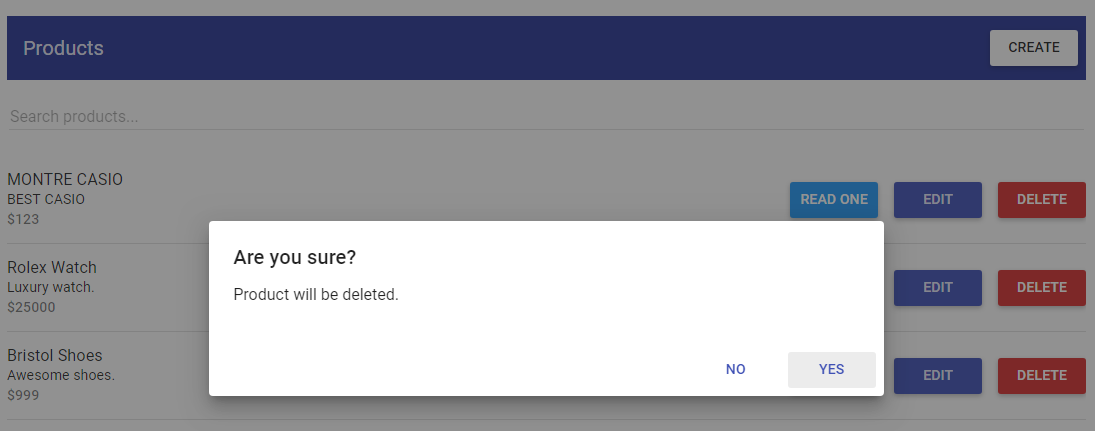 Products
CREATE
Search products...
MONTRE CASIO
BEST CASIO
$123
READ ONE
EDIT
DELETE
Rolex Watch
Luxury watch.
$25000
EDIT
DELETE
Bristol Shoes
Awesome shoes.
$999
EDIT
DELETE
Are you sure?
Product will be deleted.
NO
YES